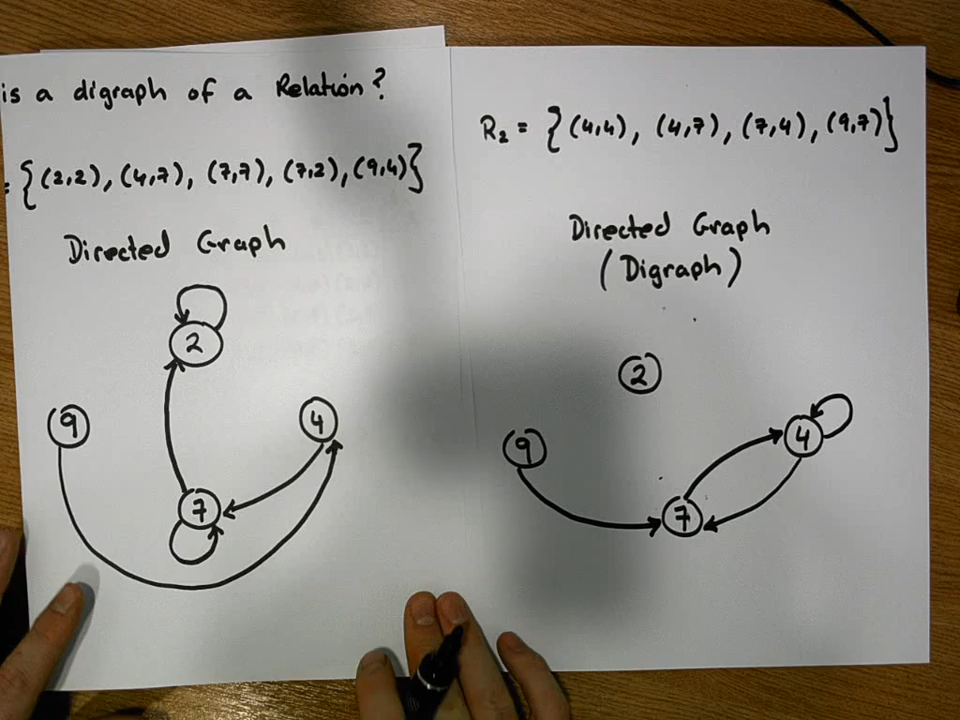 is a digraph of a Relation?
= {(2,2), (4,7), (7,7), (7,2), (9,4)}
Directed Graph
2
9
4
7
R₂ = {(4,4), (4,7), (7,4), (9,7)}
Directed Graph
(Digraph)
2
9
4
7